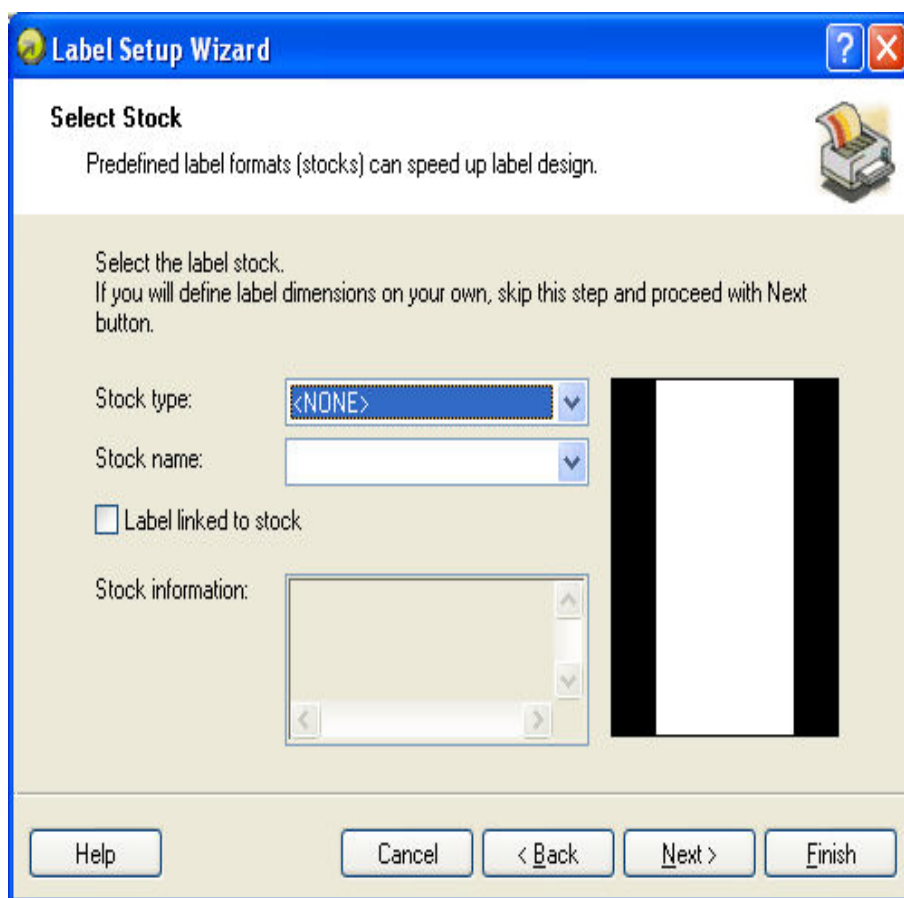 Label Setup Wizard
Select Stock
Predefined label formats (stocks) can speed up label design.
Select the label stock.
If you will define label dimensions on your own, skip this step and proceed with Next
button.
Stock type:
<NONE>
Stock name:
Label linked to stock
Stock information:
Help
Cancel
< Back
Next >
Finish